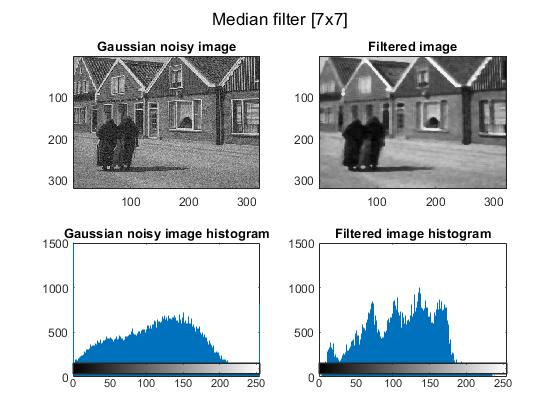 Median filter [7x7]
Gaussian noisy image
Filtered image
100
200
300
100 200 300
100
200
300
100 200 300
Gaussian noisy image histogram
Filtered image histogram
1500
1000
500
0
0 50 100 150 200 250
1500
1000
500
0
0 50 100 150 200 250